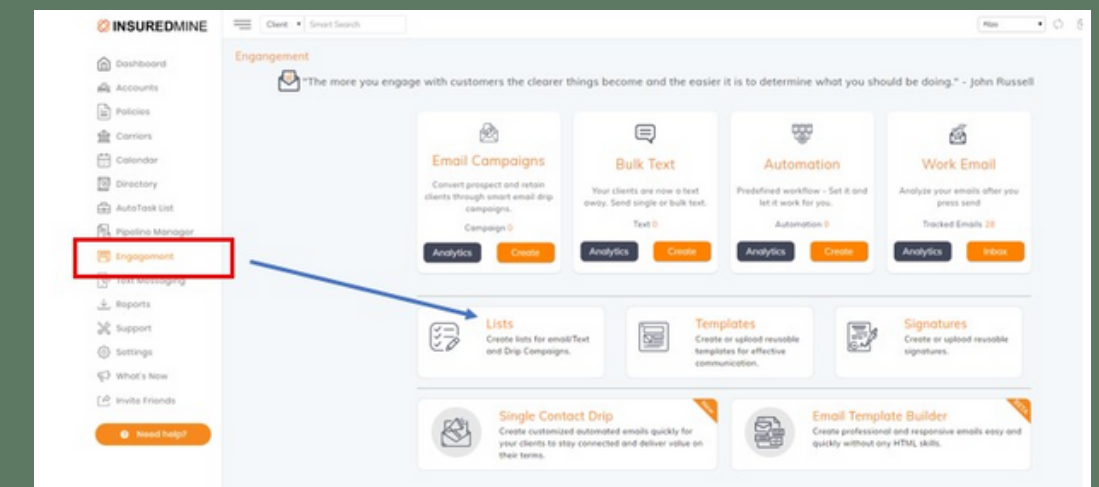 INSUREDMINE
Client
Smart Search
Dashboard
Accounts
Policies
Carriers
Calendar
Directory
AutoTask List
Pipeline Manager
Engagement
Text Messaging
Reports
Support
Settings
What's New
Invite Friends
Need help?
Engangement
"The more you engage with customers the clearer things become and the easier it is to determine what you should be doing." - John Russell
Email Campaigns
Convert prospect and retain
clients through smart email drip
campaigns.
Campaign 0
Analytics Create
Bulk Text
Your clients are now a text
away. Send single or bulk text.
Text 0
Analytics Create
Automation
Predefined workflow - Set it and
let it work for you.
Automation 0
Analytics Create
Work Email
Analyze your emails after you
press send
Tracked Emails 28
Analytics Inbox
Lists
Create lists for email/Text
and Drip Campaigns.
Templates
Create or upload reusable
templates for effective
communication.
Signatures
Create or upload reusable
signatures.
Single Contact Drip
Create customized automated emails quickly for
your clients to stay connected and deliver value on
their terms.
Email Template Builder
Create professional and responsive emails easy and
quickly without any HTML skills.